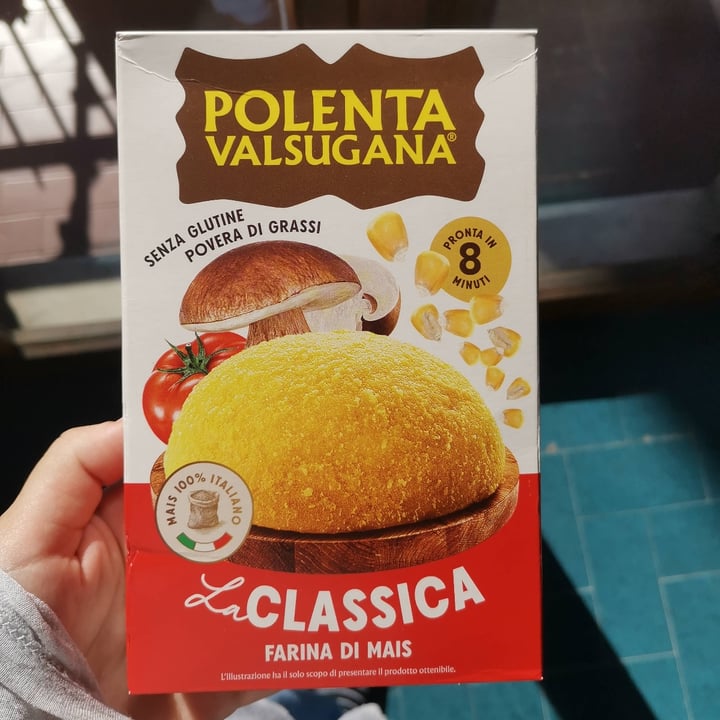 POLENTA
VALSUGANA®
SENZA GLUTINE
POVERA DI GRASSI
PRONTA IN
8
MINUTI
MAIS 100% ITALIANO
La CLASSICA
FARINA DI MAIS
L'illustrazione ha il solo scopo di presentare il prodotto ottenibile.